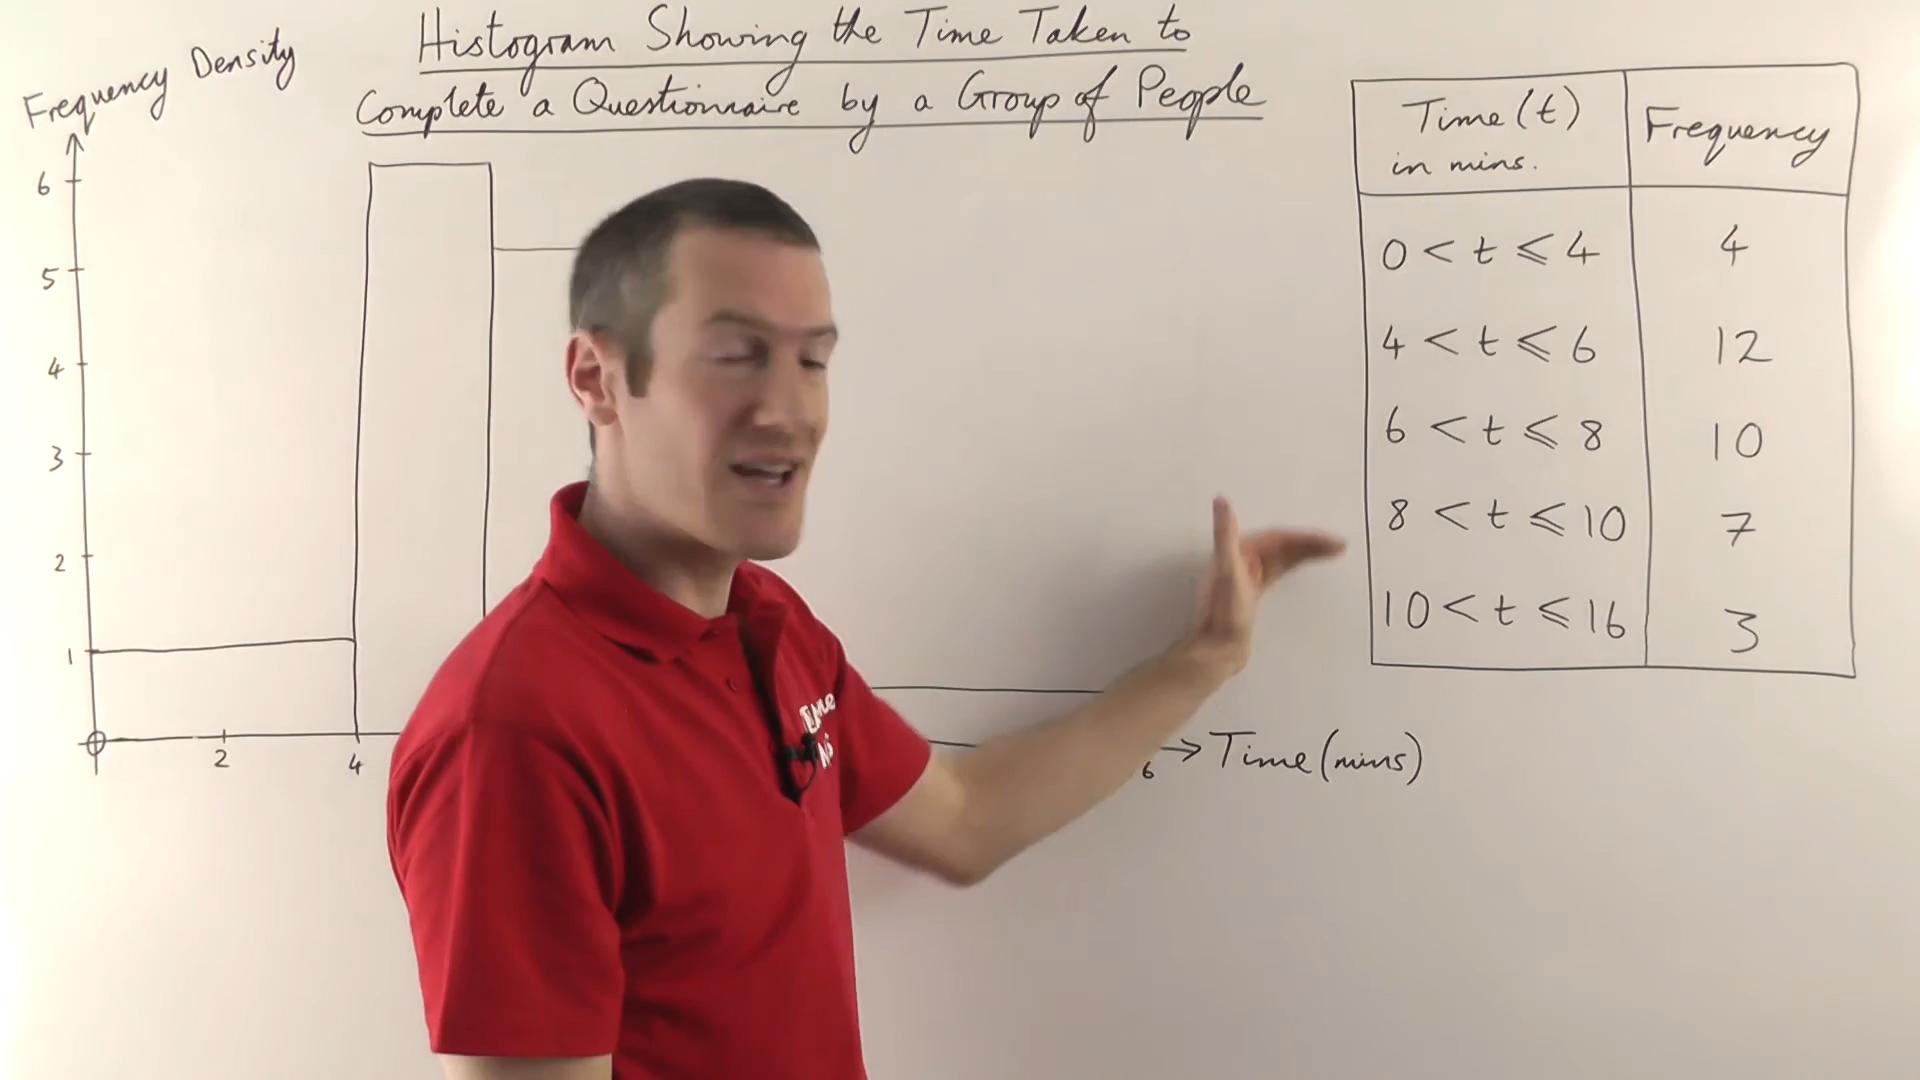 Histogram Showing the Time Taken to
Complete a Questionnaire by a Group of People
Frequency Density
6
5
4
3
2
1
2
4
6
Time (mins)
Time (t) in mins. Frequency
0 < t ⩽ 4 4
4 < t ⩽ 6 12
6 < t ⩽ 8 10
8 < t ⩽ 10 7
10 < t ⩽ 16 3